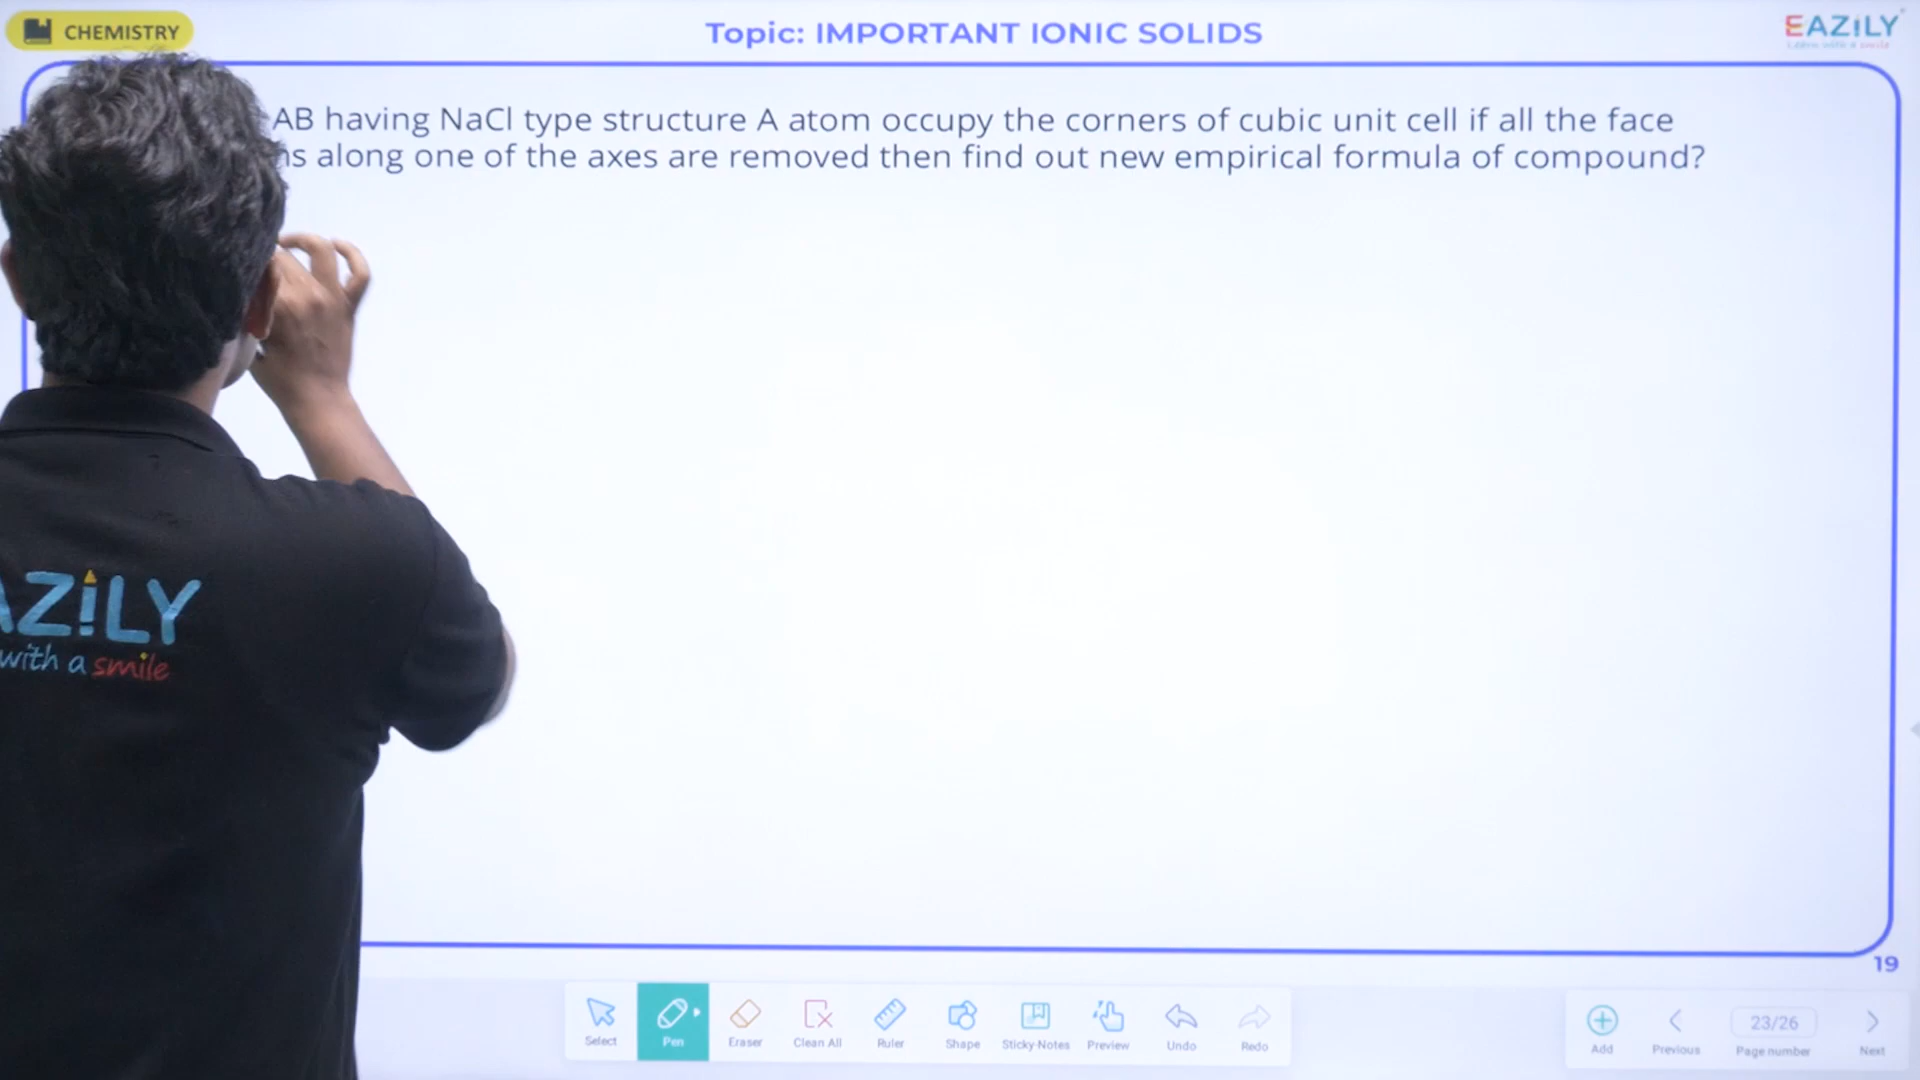 CHEMISTRY
Topic: IMPORTANT IONIC SOLIDS
EAZiLY
AB having NaCl type structure A atom occupy the corners of cubic unit cell if all the face
ns along one of the axes are removed then find out new empirical formula of compound?
AZiLY
with a smile
19
Select
Pen
Eraser
Clean All
Ruler
Shape
Sticky Notes
Preview
Undo
Redo
Add
Previous
23/26
Page number
Next